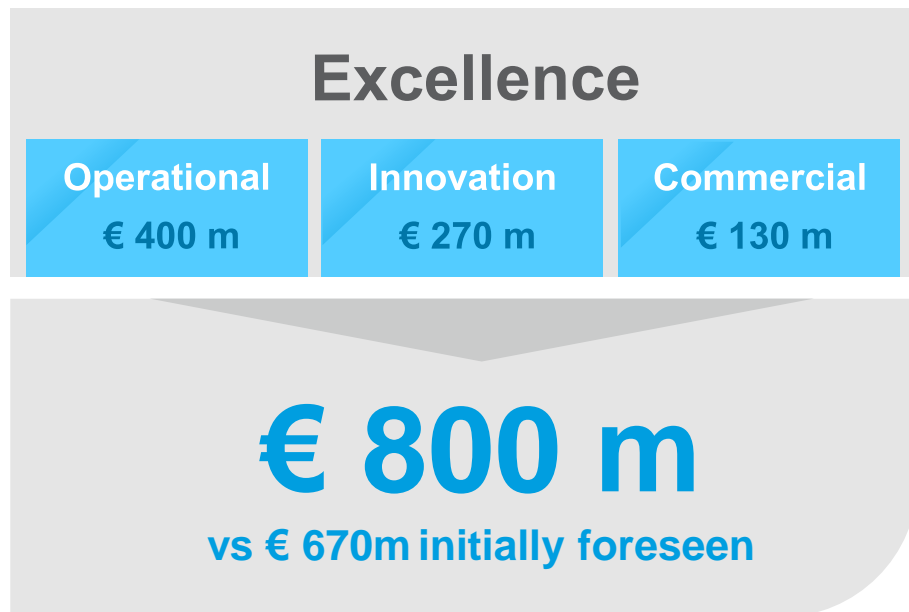 Excellence
Operational
€ 400 m
Innovation
€ 270 m
Commercial
€ 130 m
€ 800 m
vs € 670m initially foreseen